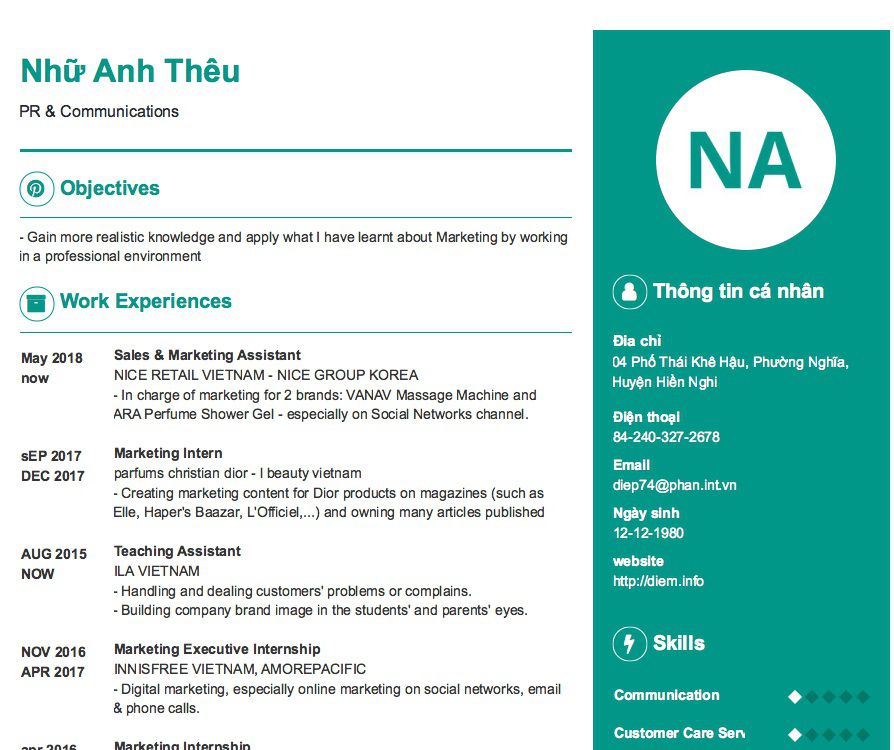 Nhữ Anh Thêu
PR & Communications
Objectives
- Gain more realistic knowledge and apply what I have learnt about Marketing by working
in a professional environment
Work Experiences
May 2018
now
Sales & Marketing Assistant
NICE RETAIL VIETNAM - NICE GROUP KOREA
- In charge of marketing for 2 brands: VANAV Massage Machine and
ARA Perfume Shower Gel - especially on Social Networks channel.
sEP 2017
DEC 2017
Marketing Intern
parfums christian dior - l beauty vietnam
- Creating marketing content for Dior products on magazines (such as
Elle, Haper's Baazar, L'Officiel,...) and owning many articles published
AUG 2015
NOW
Teaching Assistant
ILA VIETNAM
- Handling and dealing customers' problems or complains.
- Building company brand image in the students' and parents' eyes.
NOV 2016
APR 2017
Marketing Executive Internship
INNISFREE VIETNAM, AMOREPACIFIC
- Digital marketing, especially online marketing on social networks, email
& phone calls.
apr 2016
Marketing Internship
NA
Thông tin cá nhân
Địa chỉ
04 Phố Thái Khê Hậu, Phường Nghĩa,
Huyện Hiền Nghi
Điện thoại
84-240-327-2678
Email
diep74@phan.int.vn
Ngày sinh
12-12-1980
website
http://diem.info
Skills
Communication
Customer Care Serv